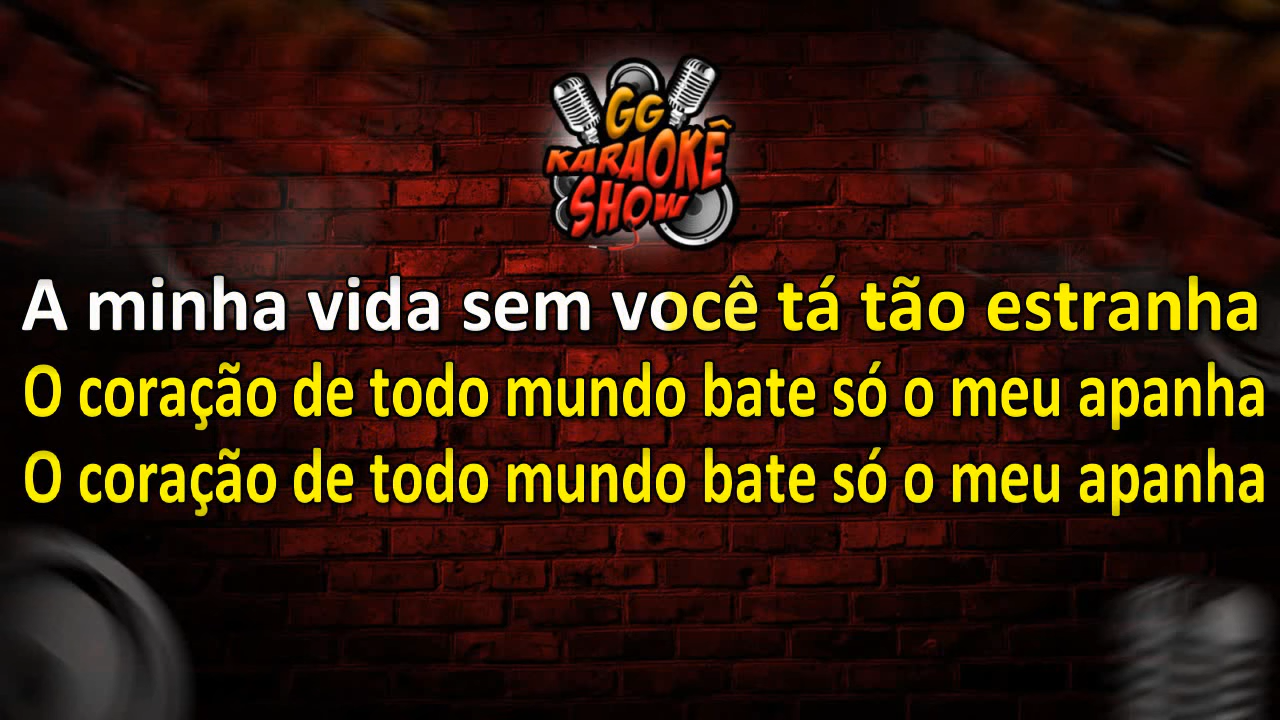 GG
KARAOKÊ
SHOW
A minha vida sem você tá tão estranha
O coração de todo mundo bate só o meu apanha
O coração de todo mundo bate só o meu apanha